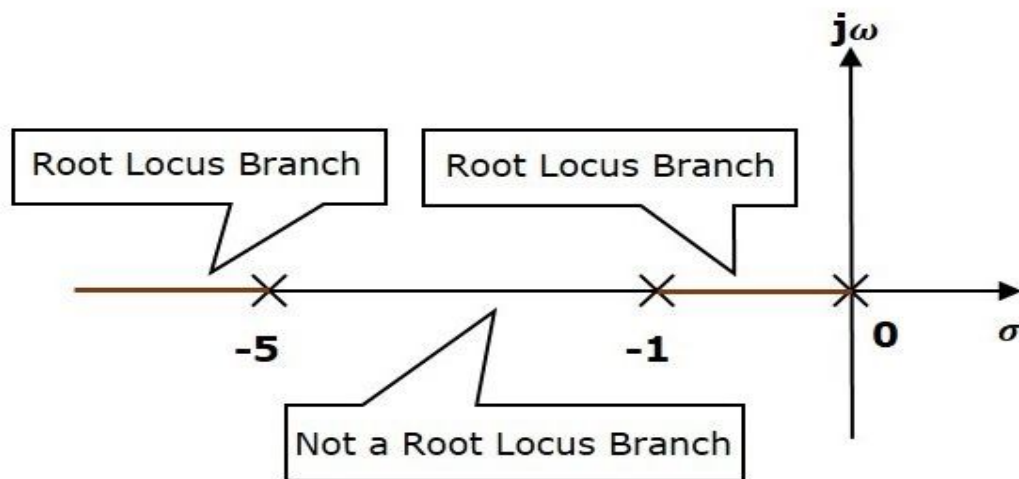 jω
Root Locus Branch
Root Locus Branch
-5
-1
0
σ
Not a Root Locus Branch